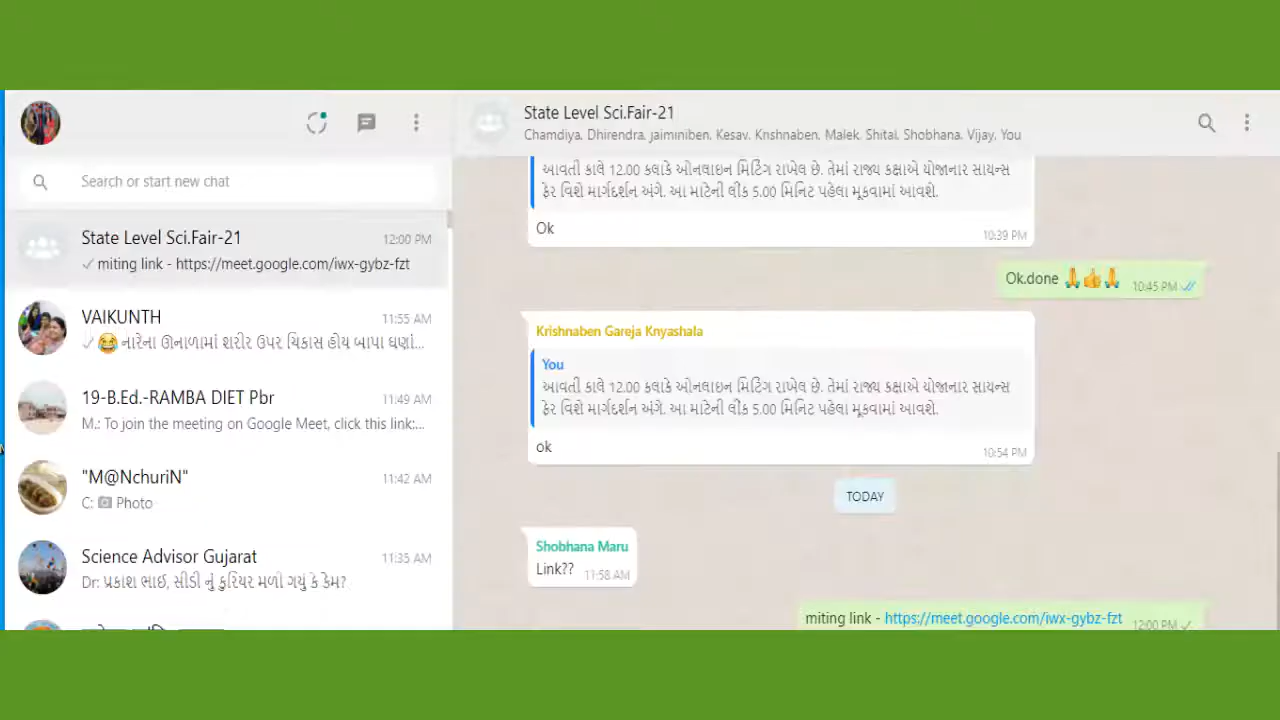 State Level Sci.Fair-21
Chamdiya, Dhirendra, jaiminiben, Kesav, Knshnaben, Malek, Shital, Shobhana, Vijay, You
Search or start new chat
State Level Sci.Fair-21
12:00 PM
miting link - https://meet.google.com/iwx-gybz-fzt
VAIKUNTH
11:55 AM
😂 નારેના ઊનાળામાં શરીર ઉપર ચિકાસ હોય બાપા ઘણાં...
19-B.Ed.-RAMBA DIET Pbr
11:49 AM
M.: To join the meeting on Google Meet, click this link:...
"M@NchuriN"
11:42 AM
C: Photo
Science Advisor Gujarat
11:35 AM
Dr: પ્રકાશ ભાઈ, સીડી નું કુરિયર મળી ગયું કે કેમ?
આવતી કાલે 12.00 કલાકે ઓનલાઇન મિટિંગ રાખેલ છે. તેમાં રાજ્ય કક્ષાએ યોજાનાર સાયન્સ
ફેર વિશે માર્ગદર્શન અંગે. આ માટેની લીંક 5.00 મિનિટ પહેલા મૂકવામાં આવશે.
Ok
10:39 PM
Ok.done 🙏👍🙏
10:45 PM
Krishnaben Gareja Knyashala
You
આવતી કાલે 12.00 કલાકે ઓનલાઇન મિટિંગ રાખેલ છે. તેમાં રાજ્ય કક્ષાએ યોજાનાર સાયન્સ
ફેર વિશે માર્ગદર્શન અંગે. આ માટેની લીંક 5.00 મિનિટ પહેલા મૂકવામાં આવશે.
ok
10:54 PM
TODAY
Shobhana Maru
Link??
11:58 AM
miting link - https://meet.google.com/iwx-gybz-fzt
12:00 PM